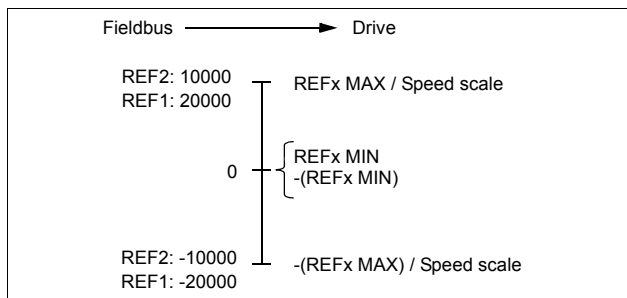 Fieldbus Drive
REF2: 10000
REF1: 20000
REFx MAX / Speed scale
0
REFx MIN
-(REFx MIN)
REF2: -10000
REF1: -20000
-(REFx MAX) / Speed scale